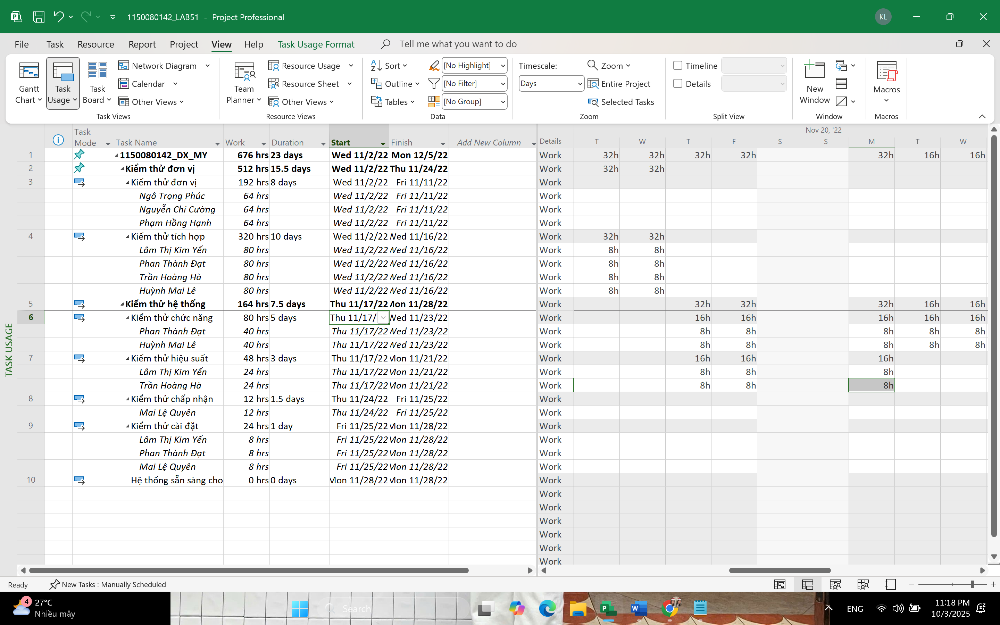 1150080142_LAB51 - Project Professional
KL
File Task Resource Report Project View Help Task Usage Format Tell me what you want to do
Gantt Chart
Task Usage
Task Board
Network Diagram
Calendar
Other Views
Task Views
Team Planner
Resource Usage
Resource Sheet
Other Views
Resource Views
Sort
Outline
Tables
[No Highlight]
[No Filter]
[No Group]
Data
Timescale:
Days
Zoom
Entire Project
Selected Tasks
Zoom
Timeline
Details
Split View
New Window
Window
Macros
Macros
Task Mode Task Name Work Duration Start Finish Add New Column Details
Nov 20, '22
T W T F S S M T W
1 1150080142_DX_MY 676 hrs 23 days Wed 11/2/22 Mon 12/5/22 Work 32h 32h 32h 32h 32h 16h 16h
2 Kiểm thử đơn vị 512 hrs 15.5 days Wed 11/2/22 Thu 11/24/22 Work 32h 32h
3 Kiểm thử đơn vị 192 hrs 8 days Wed 11/2/22 Fri 11/11/22 Work
Ngô Trọng Phúc 64 hrs Wed 11/2/22 Fri 11/11/22 Work
Nguyễn Chí Cường 64 hrs Wed 11/2/22 Fri 11/11/22 Work
Phạm Hồng Hạnh 64 hrs Wed 11/2/22 Fri 11/11/22 Work
4 Kiểm thử tích hợp 320 hrs 10 days Wed 11/2/22 Wed 11/16/22 Work 32h 32h
Lâm Thị Kim Yến 80 hrs Wed 11/2/22 Wed 11/16/22 Work 8h 8h
Phan Thành Đạt 80 hrs Wed 11/2/22 Wed 11/16/22 Work 8h 8h
Trần Hoàng Hà 80 hrs Wed 11/2/22 Wed 11/16/22 Work 8h 8h
Huỳnh Mai Lê 80 hrs Wed 11/2/22 Wed 11/16/22 Work 8h 8h
5 Kiểm thử hệ thống 164 hrs 7.5 days Thu 11/17/22 Mon 11/28/22 Work 32h 32h 32h 16h 16h
6 Kiểm thử chức năng 80 hrs 5 days Thu 11/17/ Wed 11/23/22 Work 16h 16h 16h 16h 16h
Phan Thành Đạt 40 hrs Thu 11/17/22 Wed 11/23/22 Work 8h 8h 8h 8h 8h
Huỳnh Mai Lê 40 hrs Thu 11/17/22 Wed 11/23/22 Work 8h 8h 8h 8h 8h
7 Kiểm thử hiệu suất 48 hrs 3 days Thu 11/17/22 Mon 11/21/22 Work 16h 16h 16h
Lâm Thị Kim Yến 24 hrs Thu 11/17/22 Mon 11/21/22 Work 8h 8h 8h
Trần Hoàng Hà 24 hrs Thu 11/17/22 Mon 11/21/22 Work 8h 8h 8h
8 Kiểm thử chấp nhận 12 hrs 1.5 days Thu 11/24/22 Fri 11/25/22 Work
Mai Lệ Quyên 12 hrs Thu 11/24/22 Fri 11/25/22 Work
9 Kiểm thử cài đặt 24 hrs 1 day Fri 11/25/22 Mon 11/28/22 Work
Lâm Thị Kim Yến 8 hrs Fri 11/25/22 Mon 11/28/22 Work
Phan Thành Đạt 8 hrs Fri 11/25/22 Mon 11/28/22 Work
Mai Lệ Quyên 8 hrs Fri 11/25/22 Mon 11/28/22 Work
10 Hệ thống sẵn sàng cho 0 hrs 0 days Mon 11/28/22 Mon 11/28/22 Work
Work
Work
Work
Work
Work
Work
TASK USAGE
Ready New Tasks : Manually Scheduled
4 27°C
Nhiều mây
Search
ENG
11:18 PM
10/3/2025